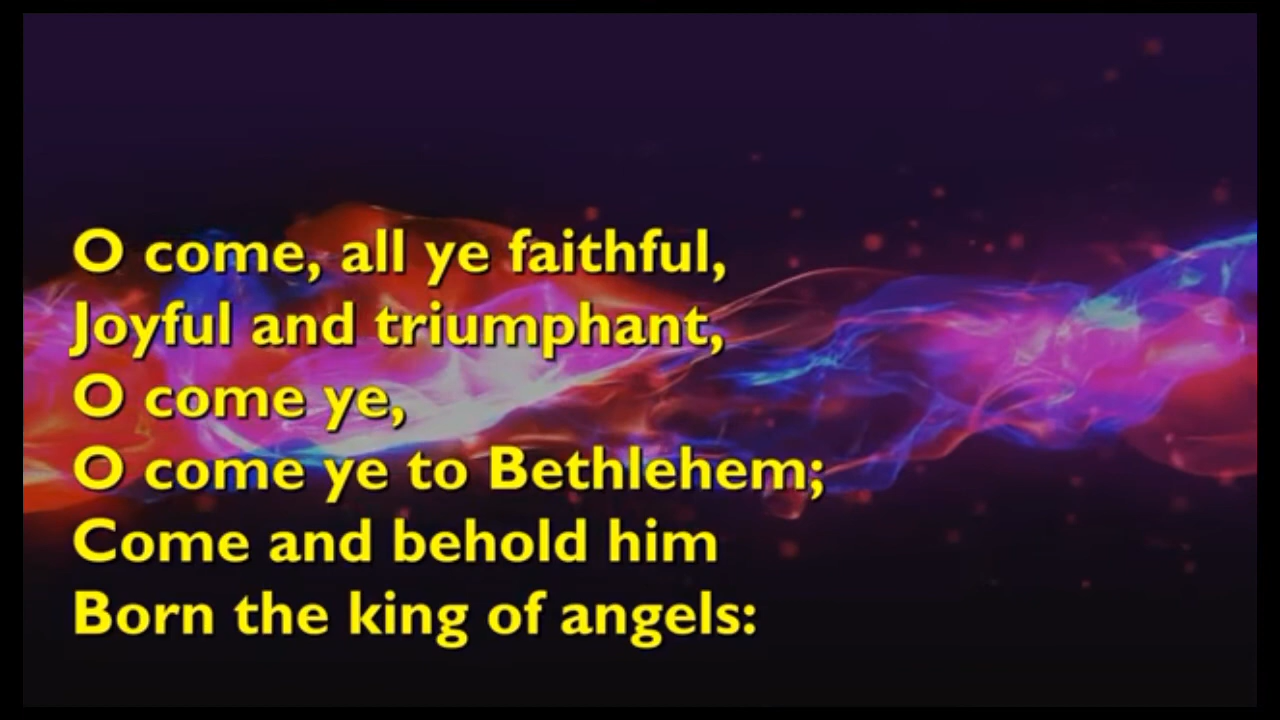 O come, all ye faithful,
Joyful and triumphant,
O come ye,
O come ye to Bethlehem;
Come and behold him
Born the king of angels: